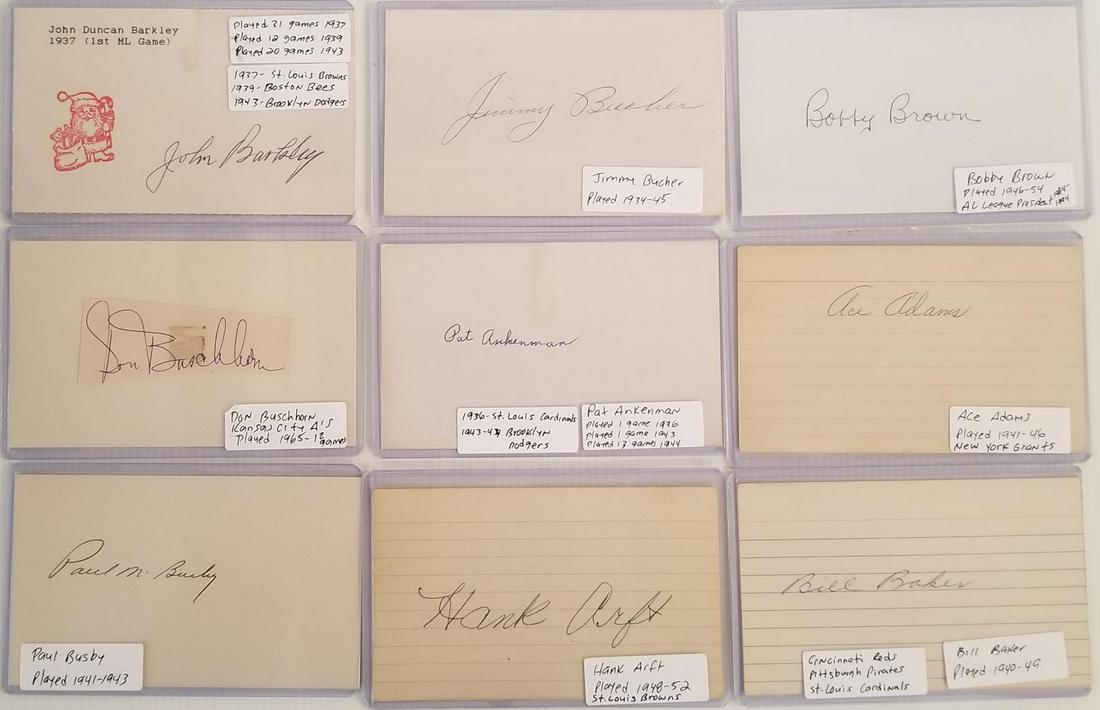 John Duncan Barkley
1937 (1st ML Game)
Played 31 games 1937
Played 12 games 1939
Played 20 games 1943
1937- St. Louis Browns
1939- Boston Bees
1943- Brooklyn Dodgers
John Barkley
Jimmy Bucher
Jimmy Bucher
Played 1934-45
Bobby Brown
Bobby Brown
Played 1946-54
AL League President
Don Buschhorn
Don Buschhorn
Kansas City A's
Played 1965- 12 games
Pat Ankenman
1936- St. Louis Cardinals
1943-44 Brooklyn
Dodgers
Pat Ankenman
Played 1 game 1936
Played 1 game 1943
Played 13 games 1944
Ace Adams
Ace Adams
Played 1941-46
New York Giants
Paul M. Busby
Paul Busby
Played 1941-1943
Hank Arft
Hank Arft
Played 1948-52
St. Louis Browns
Bill Baker
Cincinnati Reds
Pittsburgh Pirates
St. Louis Cardinals
Bill Baker
Played 1940-49